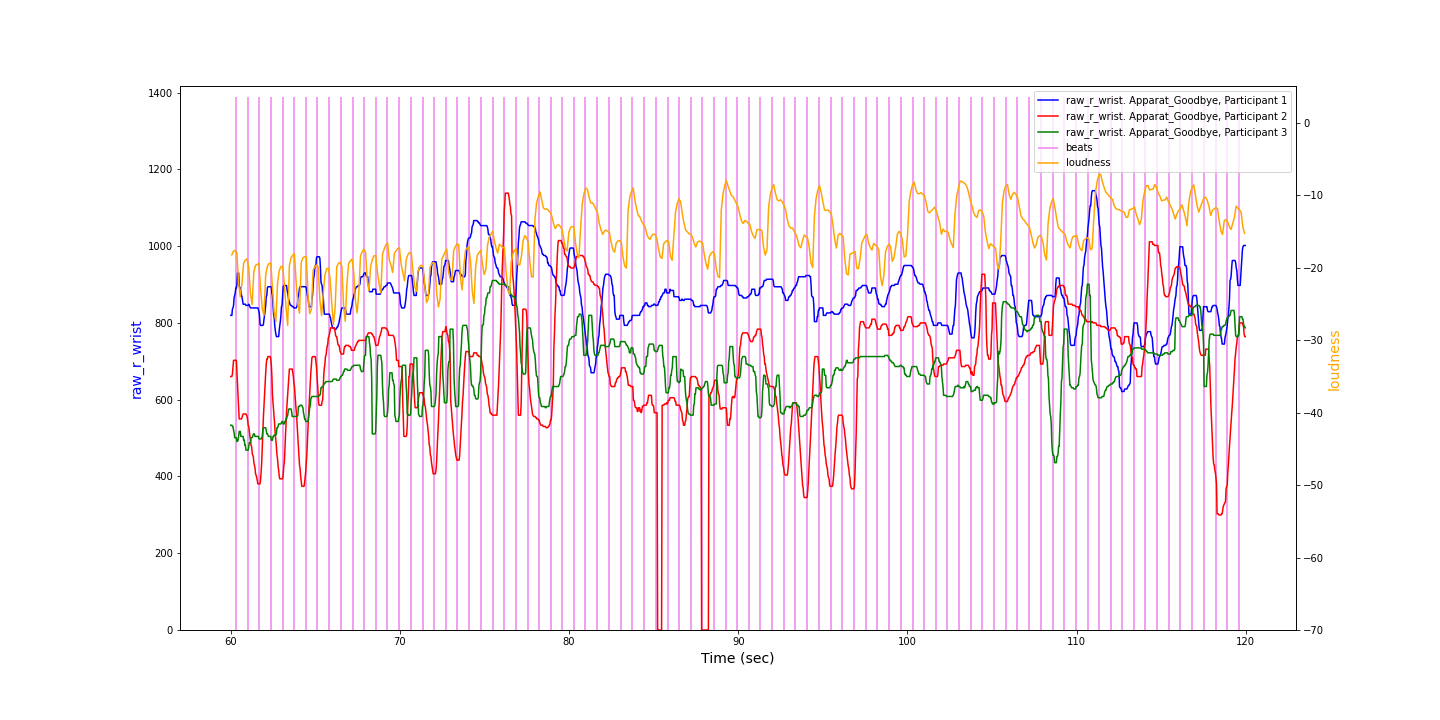 1400
1200
1000
800
600
400
200
0
raw_r_wrist
60
70
80
90
100
110
120
Time (sec)
0
−10
−20
−30
−40
−50
−60
−70
loudness
raw_r_wrist. Apparat_Goodbye, Participant 1
raw_r_wrist. Apparat_Goodbye, Participant 2
raw_r_wrist. Apparat_Goodbye, Participant 3
beats
loudness